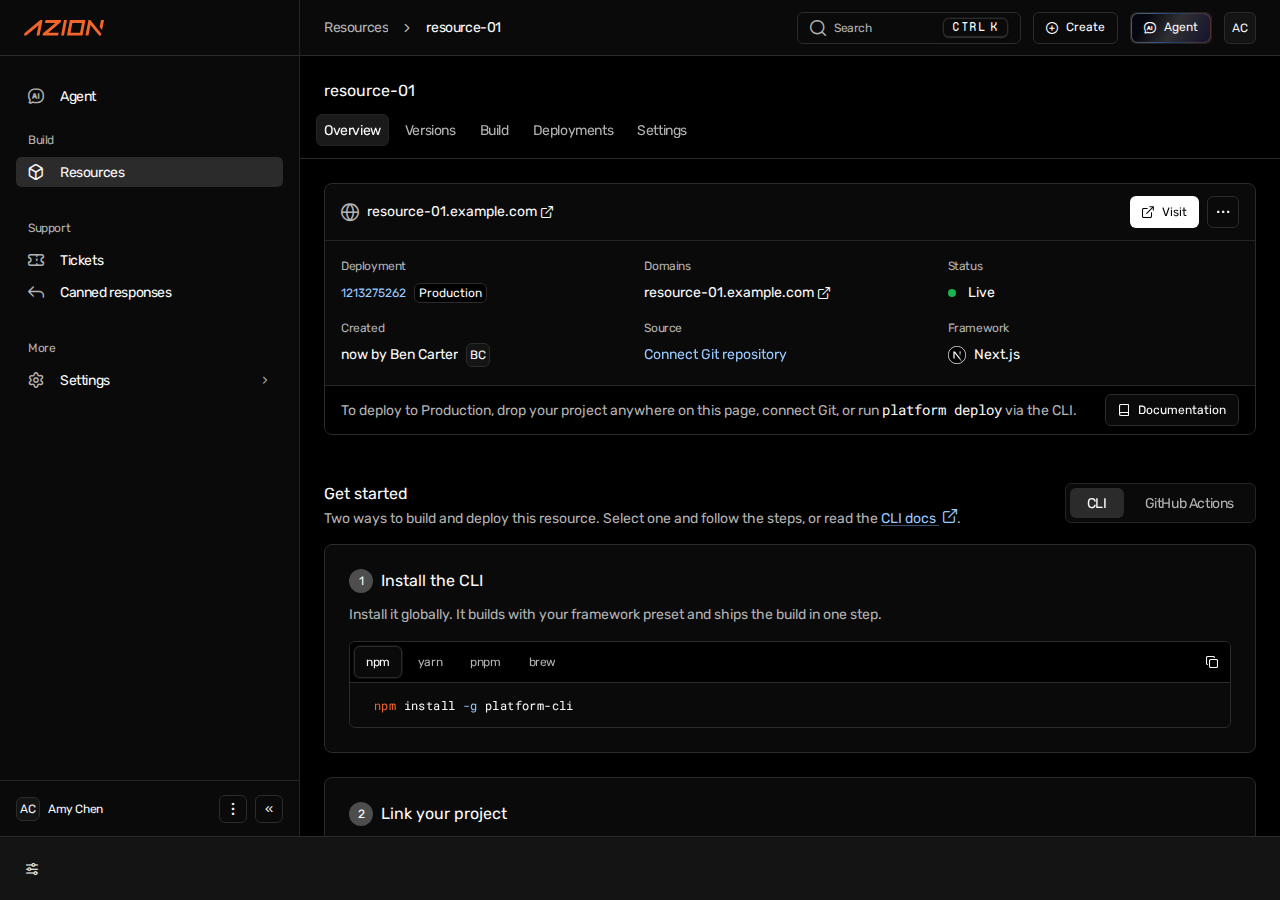 AZION
Resources > resource-01
Search CTRL K
Create
Agent
AC
Agent
Build
Resources
Support
Tickets
Canned responses
More
Settings
resource-01
Overview Versions Build Deployments Settings
resource-01.example.com
Visit
Deployment Domains Status
1213275262 Production resource-01.example.com Live
Created Source Framework
now by Ben Carter BC Connect Git repository Next.js
To deploy to Production, drop your project anywhere on this page, connect Git, or run platform deploy via the CLI.
Documentation
Get started
Two ways to build and deploy this resource. Select one and follow the steps, or read the CLI docs.
CLI GitHub Actions
1 Install the CLI
Install it globally. It builds with your framework preset and ships the build in one step.
npm yarn pnpm brew
npm install -g platform-cli
2 Link your project
AC Amy Chen